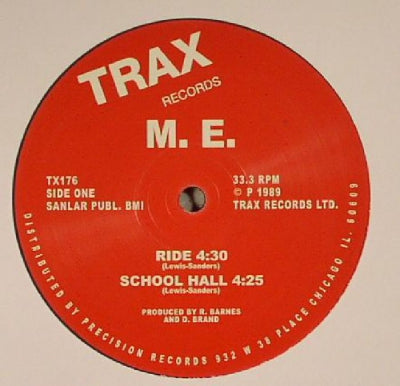 TRAX
RECORDS
M. E.
TX176
SIDE ONE
SANLAR PUBL. BMI
33.3 RPM
© P 1989
TRAX RECORDS LTD.
RIDE 4:30
(Lewis-Sanders)
SCHOOL HALL 4:25
(Lewis-Sanders)
PRODUCED BY R. BARNES
AND D. BRAND
DISTRIBUTED BY PRECISION RECORDS 932 W 38 PLACE CHICAGO IL. 60609